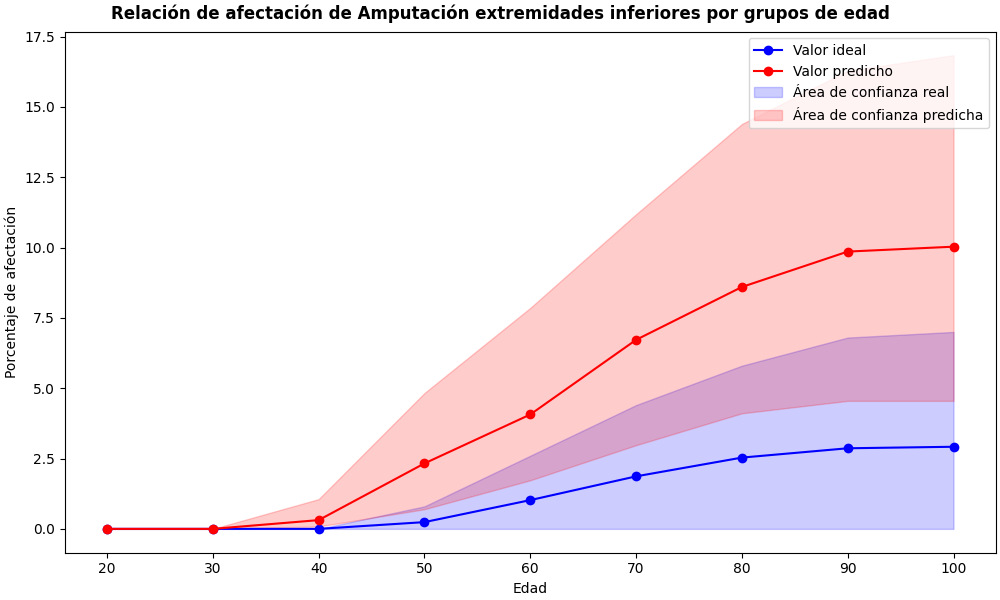 Relación de afectación de Amputación extremidades inferiores por grupos de edad
17.5
15.0
12.5
10.0
7.5
5.0
2.5
0.0
Porcentaje de afectación
Valor ideal
Valor predicho
Área de confianza real
Área de confianza predicha
20 30 40 50 60 70 80 90 100
Edad